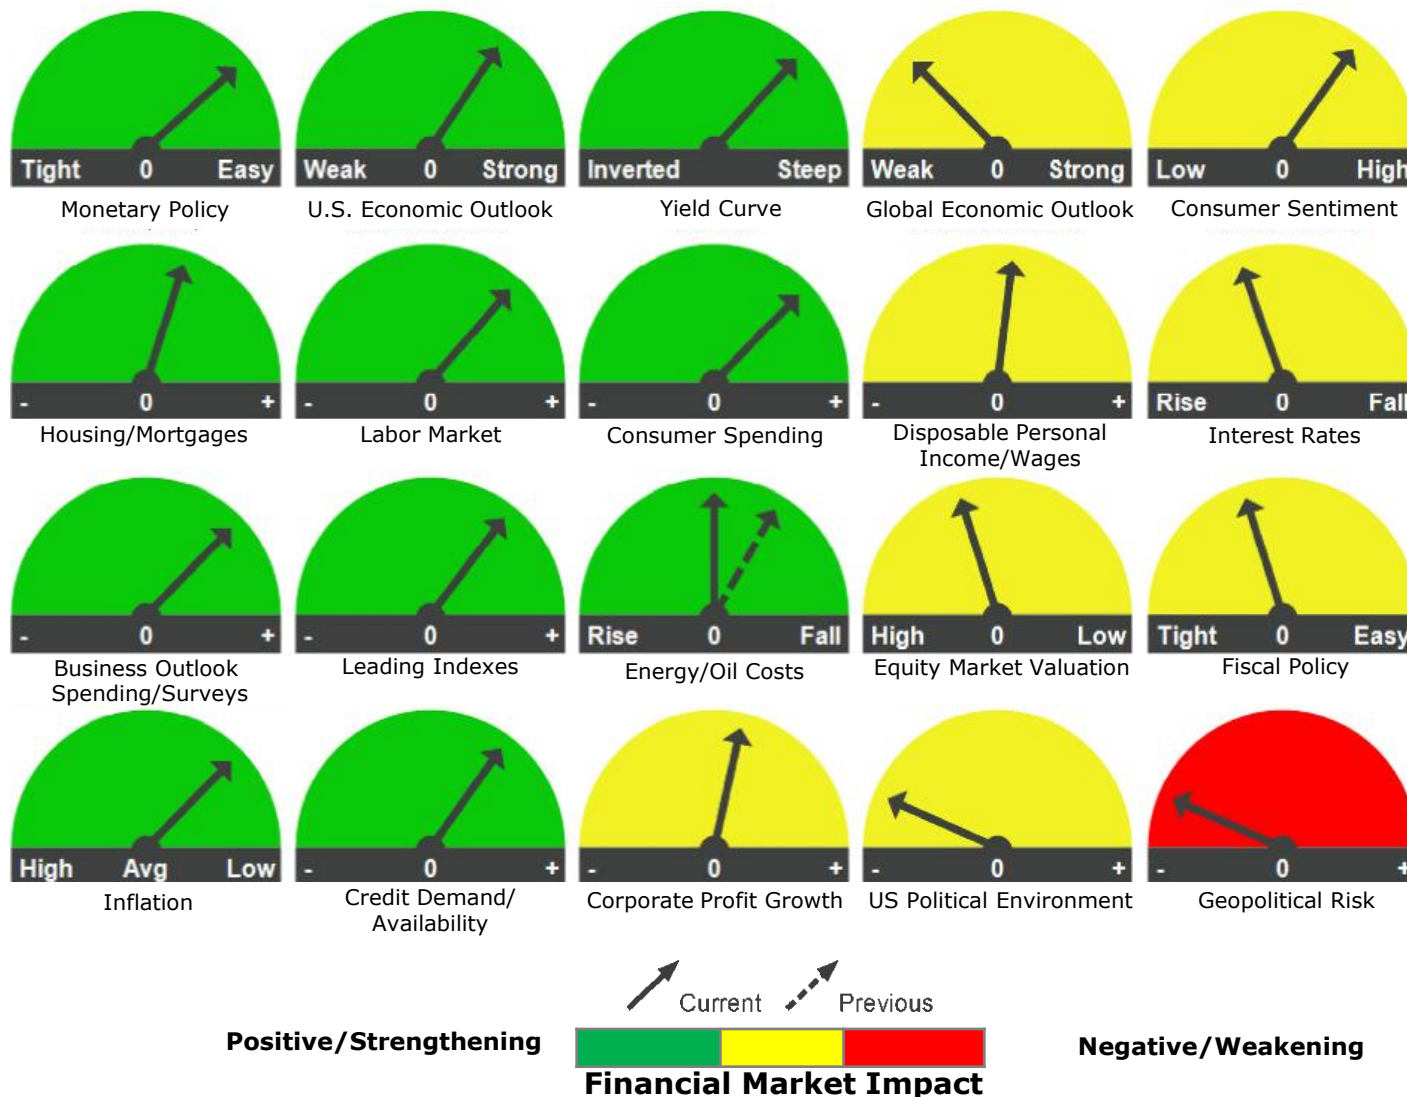 Tight 0 Easy
Weak 0 Strong
Inverted Steep
Weak 0 Strong
Low 0 High
Monetary Policy
U.S. Economic Outlook
Yield Curve
Global Economic Outlook
Consumer Sentiment
- 0 +
- 0 +
- 0 +
- 0 +
Rise 0 Fall
Housing/Mortgages
Labor Market
Consumer Spending
Disposable Personal
Income/Wages
Interest Rates
- 0 +
- 0 +
Rise 0 Fall
High 0 Low
Tight 0 Easy
Business Outlook
Spending/Surveys
Leading Indexes
Energy/Oil Costs
Equity Market Valuation
Fiscal Policy
High Avg Low
- 0 +
- 0 +
- 0 +
- 0 +
Inflation
Credit Demand/
Availability
Corporate Profit Growth
US Political Environment
Geopolitical Risk
Current
Previous
Positive/Strengthening
Negative/Weakening
Financial Market Impact